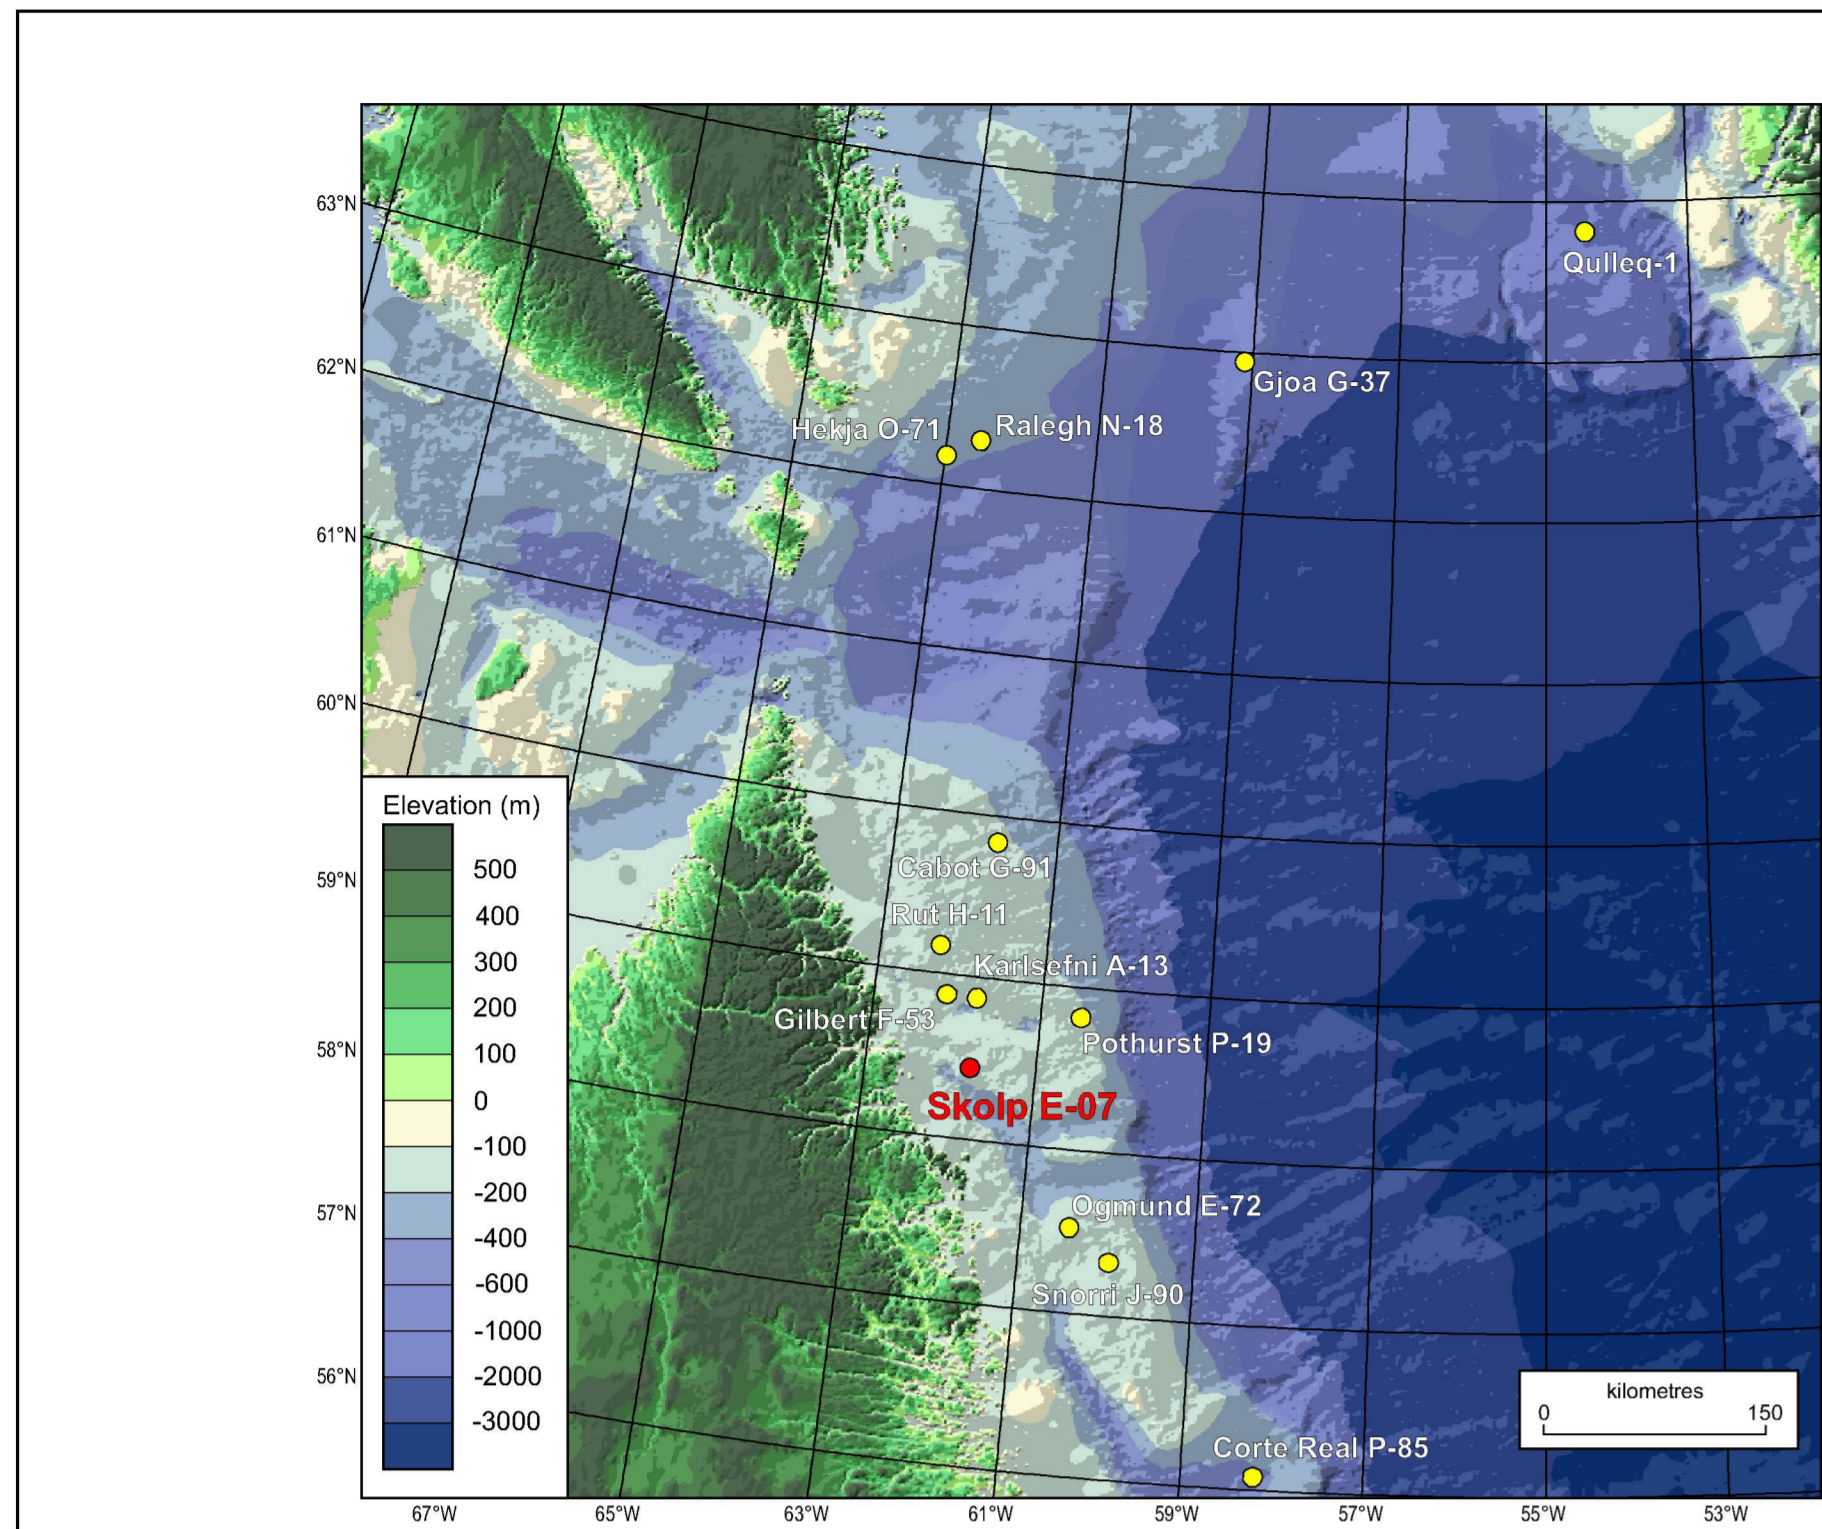 63°N
Qulleq-1
62°N
Gjoa G-37
Hekja O-71
Ralegh N-18
61°N
60°N
Elevation (m)
500
400
300
200
100
0
-100
-200
-400
-600
-1000
-2000
-3000
59°N
Cabot G-91
Rut H-11
Karlsefni A-13
Gilbert F-53
Pothurst P-19
58°N
Skolp E-07
57°N
Ogmund E-72
Snorri J-90
56°N
kilometres
0 150
Corte Real P-85
67°W 65°W 63°W 61°W 59°W 57°W 55°W 53°W